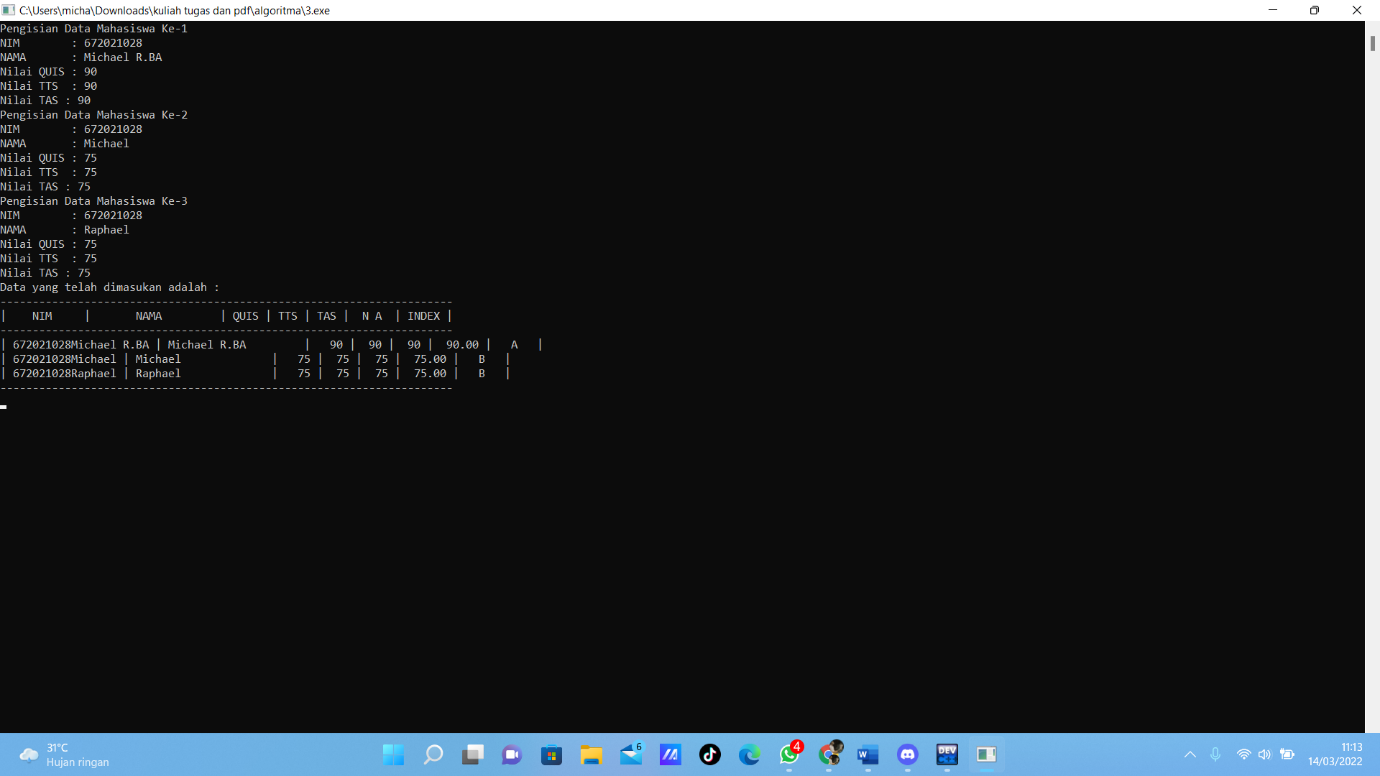 C:\Users\micha\Downloads\kuliah tugas dan pdf\algoritma\3.exe
Pengisian Data Mahasiswa Ke-1
NIM        : 672021028
NAMA       : Michael R.BA
Nilai QUIS : 90
Nilai TTS  : 90
Nilai TAS : 90
Pengisian Data Mahasiswa Ke-2
NIM        : 672021028
NAMA       : Michael
Nilai QUIS : 75
Nilai TTS  : 75
Nilai TAS : 75
Pengisian Data Mahasiswa Ke-3
NIM        : 672021028
NAMA       : Raphael
Nilai QUIS : 75
Nilai TTS  : 75
Nilai TAS : 75
Data yang telah dimasukan adalah :
----------------------------------------------------------------------
|    NIM     |       NAMA         | QUIS | TTS | TAS |  N A  | INDEX |
----------------------------------------------------------------------
| 672021028Michael R.BA | Michael R.BA         |   90 |  90 |  90 |  90.00 |   A   |
| 672021028Michael | Michael              |   75 |  75 |  75 |  75.00 |   B   |
| 672021028Raphael | Raphael              |   75 |  75 |  75 |  75.00 |   B   |
----------------------------------------------------------------------
31°C
Hujan ringan
6
4
DEV
11:13
14/03/2022